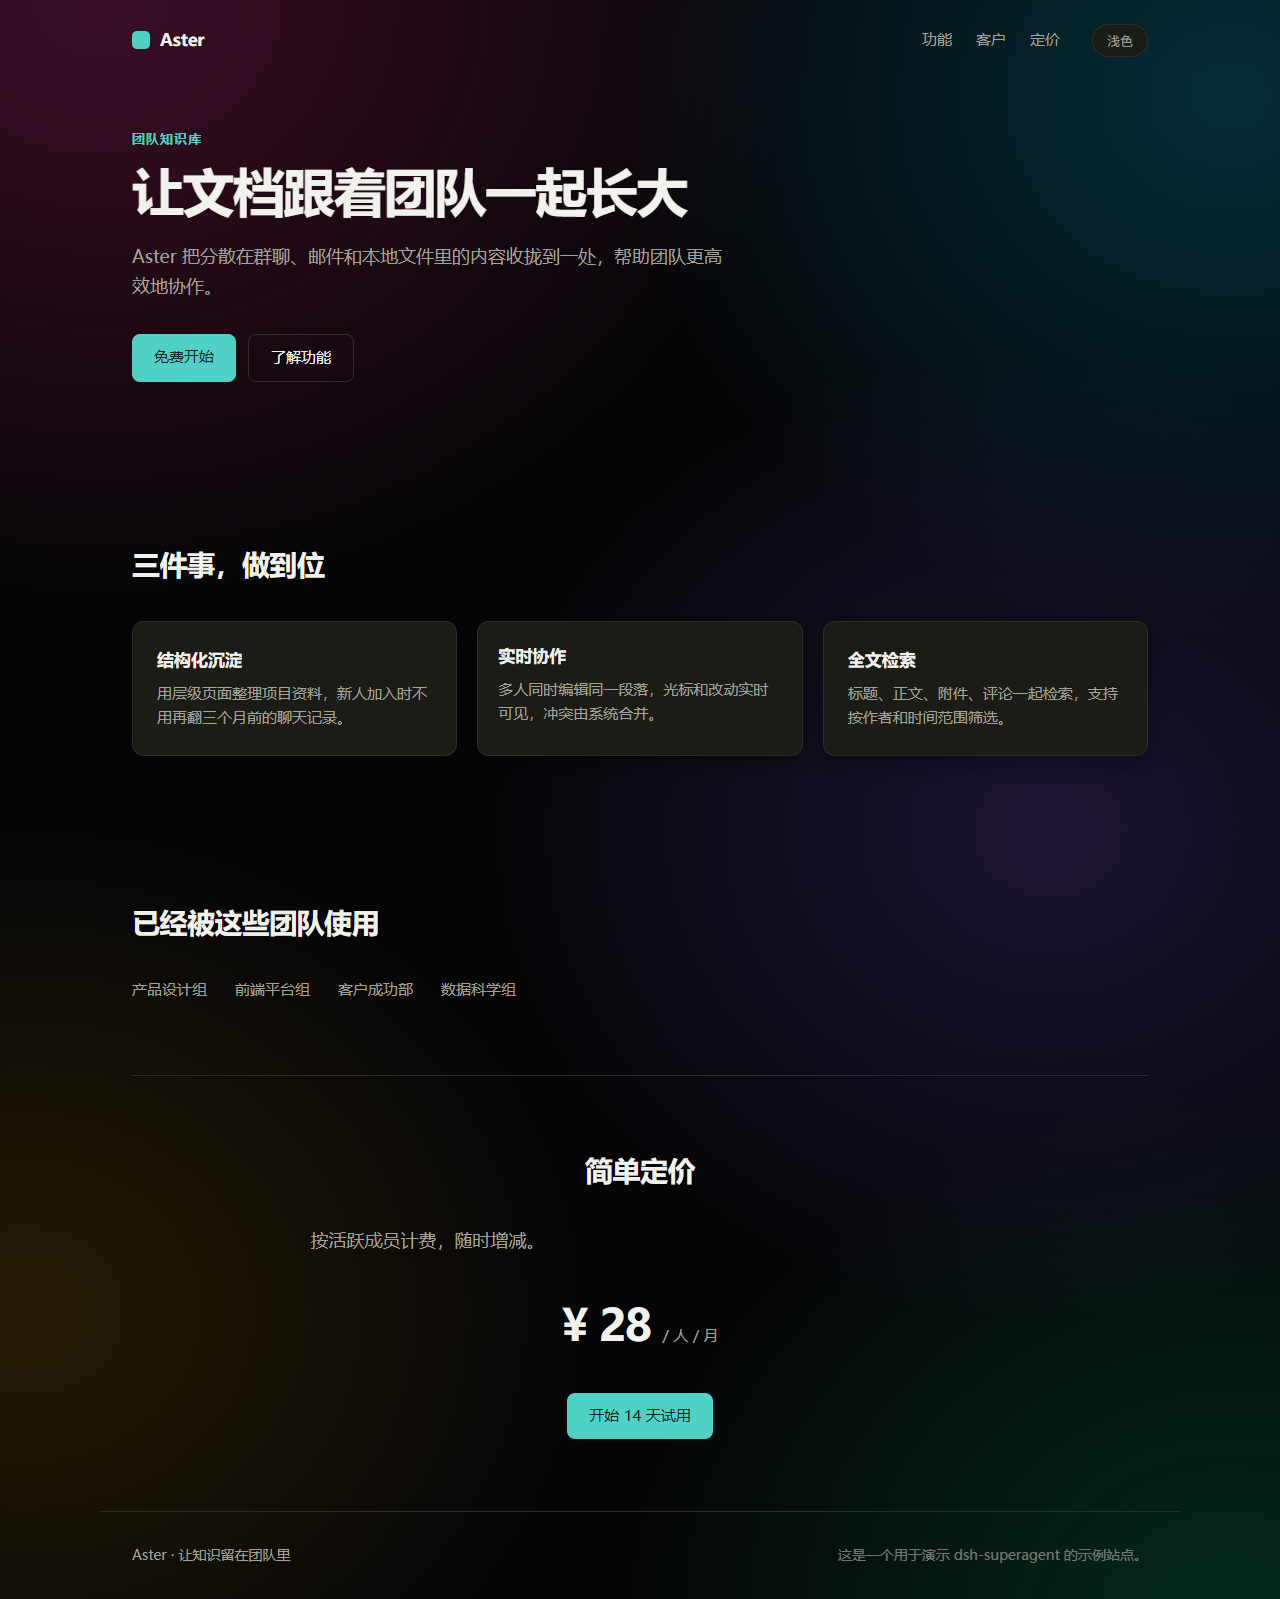 Aster
功能 客户 定价 浅色
团队知识库
让文档跟着团队一起长大
Aster 把分散在群聊、邮件和本地文件里的内容收拢到一处，帮助团队更高
效地协作。
免费开始 了解功能
三件事，做到位
结构化沉淀
用层级页面整理项目资料，新人加入时不
用再翻三个月前的聊天记录。
实时协作
多人同时编辑同一段落，光标和改动实时
可见，冲突由系统合并。
全文检索
标题、正文、附件、评论一起检索，支持
按作者和时间范围筛选。
已经被这些团队使用
产品设计组 前端平台组 客户成功部 数据科学组
简单定价
按活跃成员计费，随时增减。
¥ 28 / 人 / 月
开始 14 天试用
Aster · 让知识留在团队里
这是一个用于演示 dsh-superagent 的示例站点。